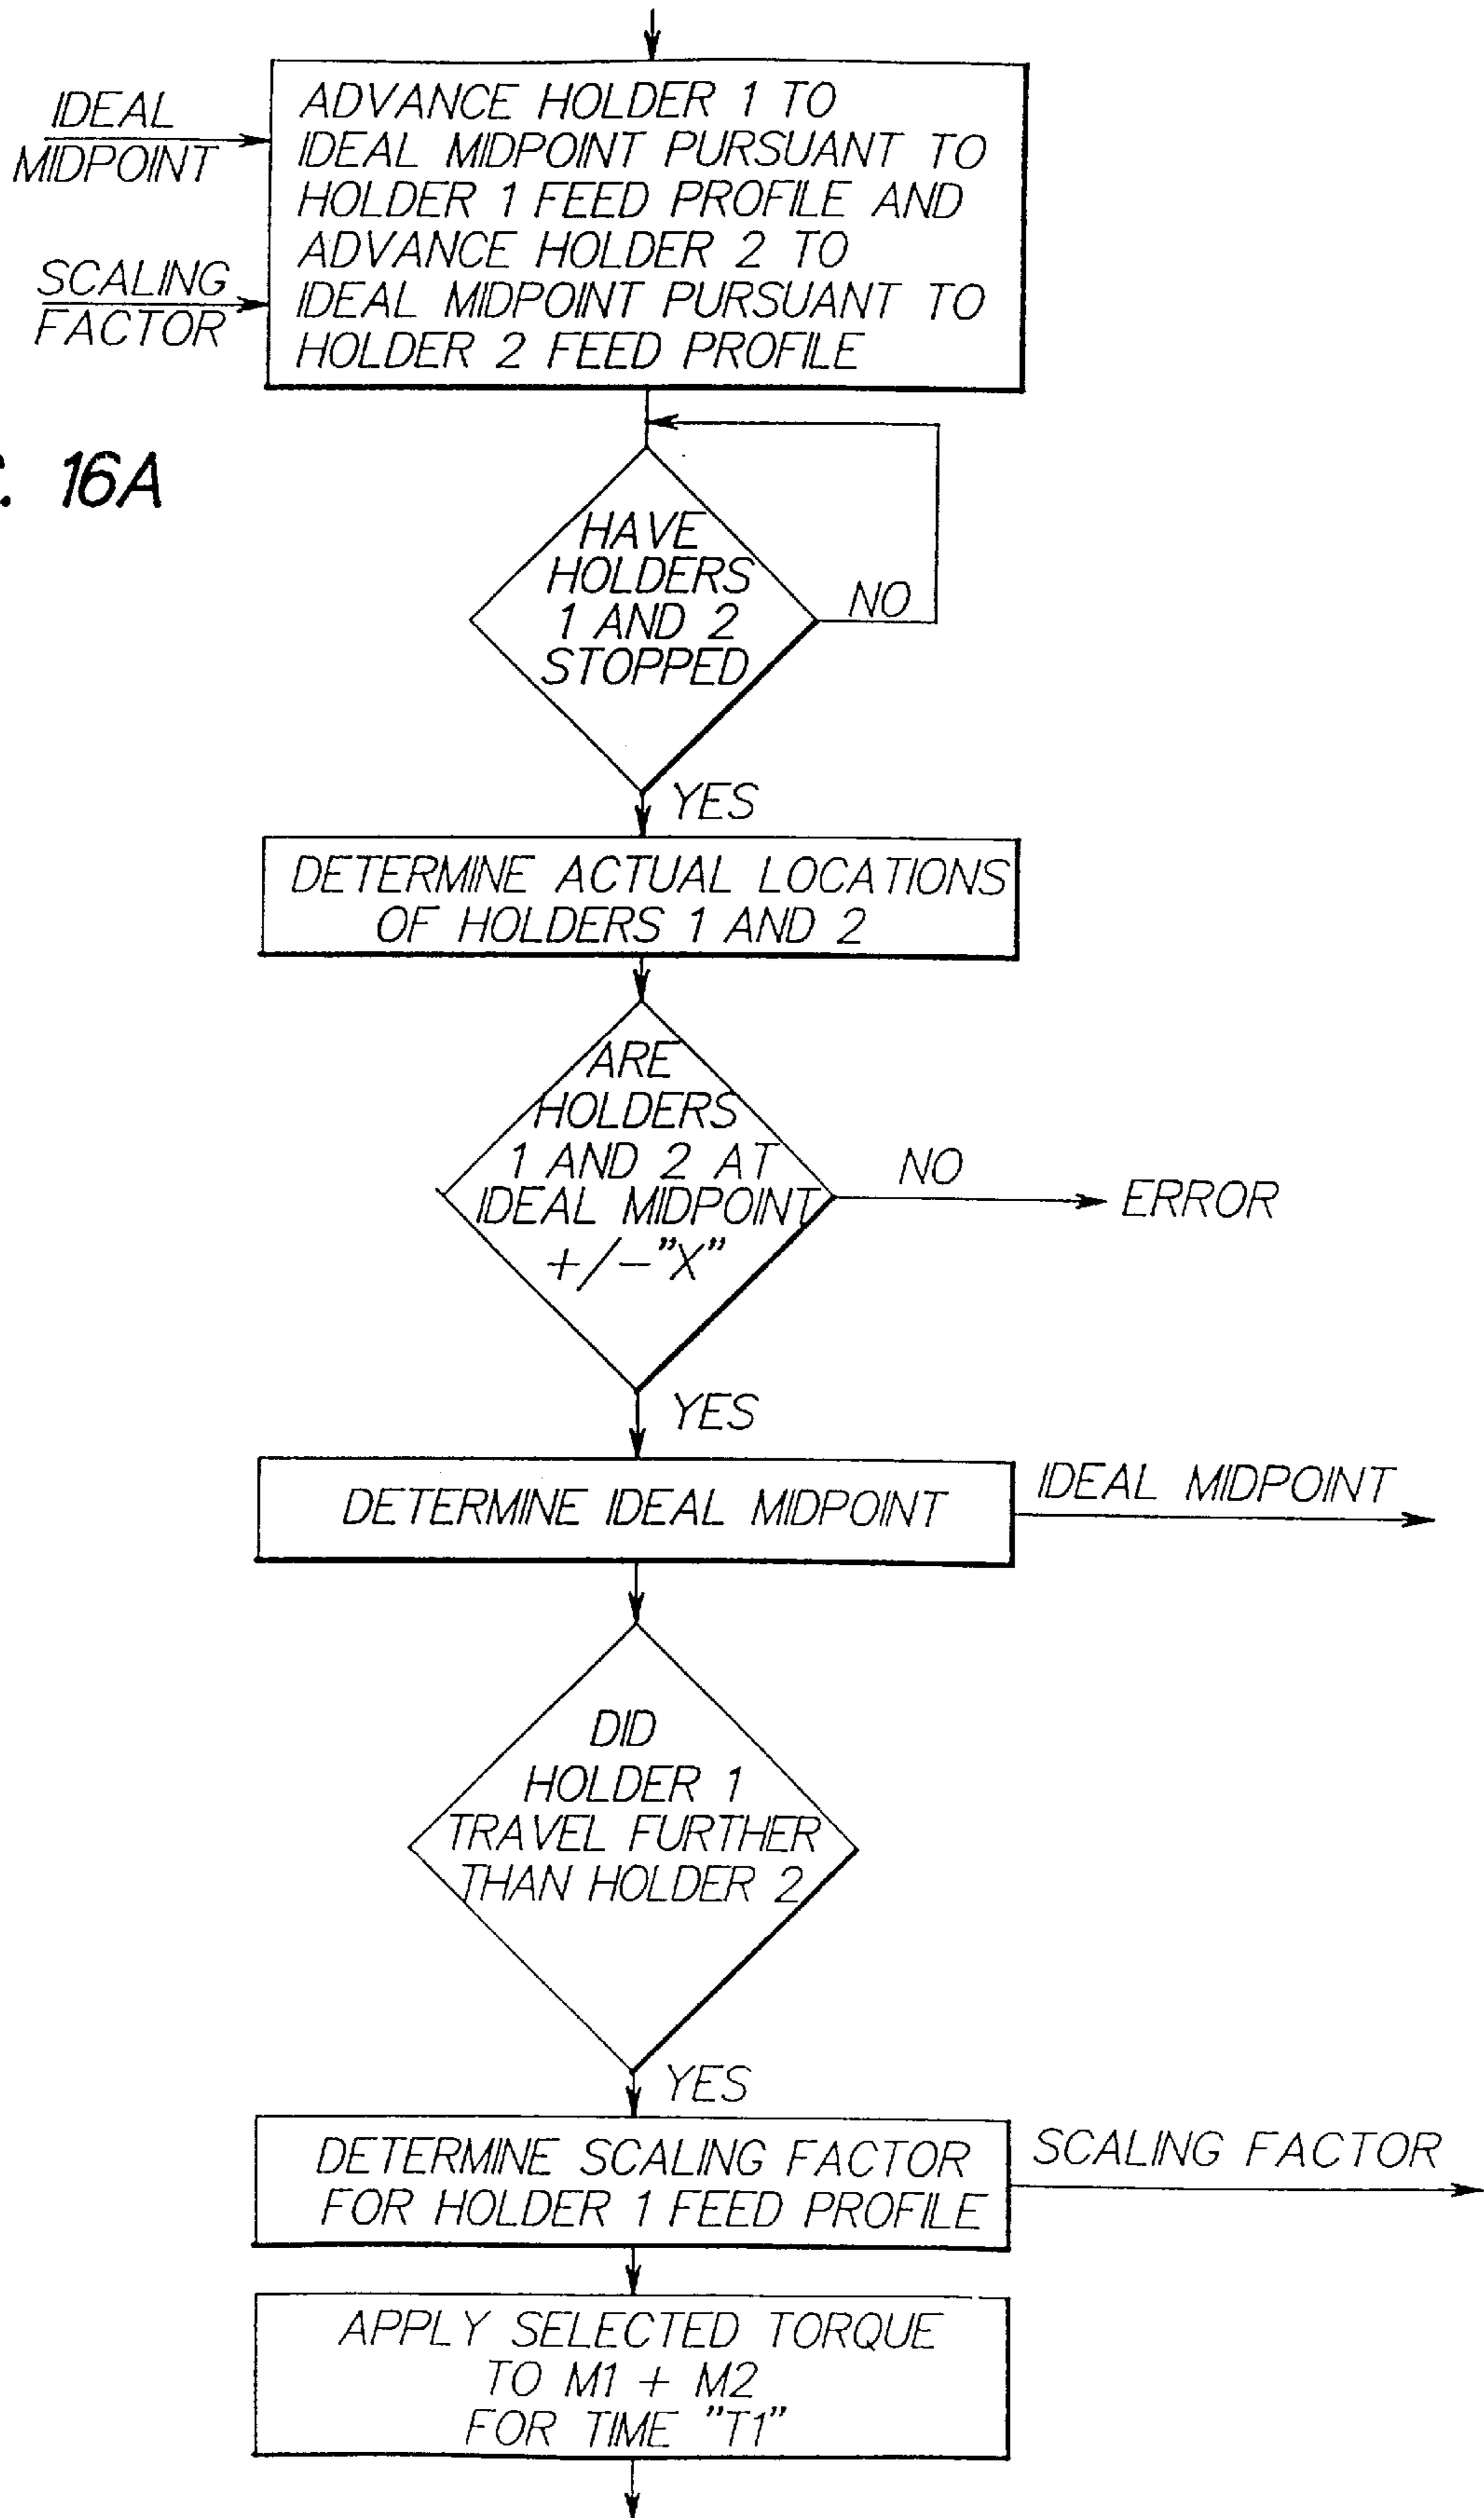 IDEAL
MIDPOINT
SCALING
FACTOR
ADVANCE HOLDER 1 TO
IDEAL MIDPOINT PURSUANT TO
HOLDER 1 FEED PROFILE AND
ADVANCE HOLDER 2 TO
IDEAL MIDPOINT PURSUANT TO
HOLDER 2 FEED PROFILE
16A
HAVE
HOLDERS
1 AND 2
STOPPED
NO
YES
DETERMINE ACTUAL LOCATIONS
OF HOLDERS 1 AND 2
ARE
HOLDERS
1 AND 2 AT
IDEAL MIDPOINT
+/-"X"
NO
ERROR
YES
DETERMINE IDEAL MIDPOINT
IDEAL MIDPOINT
DID
HOLDER 1
TRAVEL FURTHER
THAN HOLDER 2
YES
DETERMINE SCALING FACTOR
FOR HOLDER 1 FEED PROFILE
SCALING FACTOR
APPLY SELECTED TORQUE
TO M1 + M2
FOR TIME "T1"